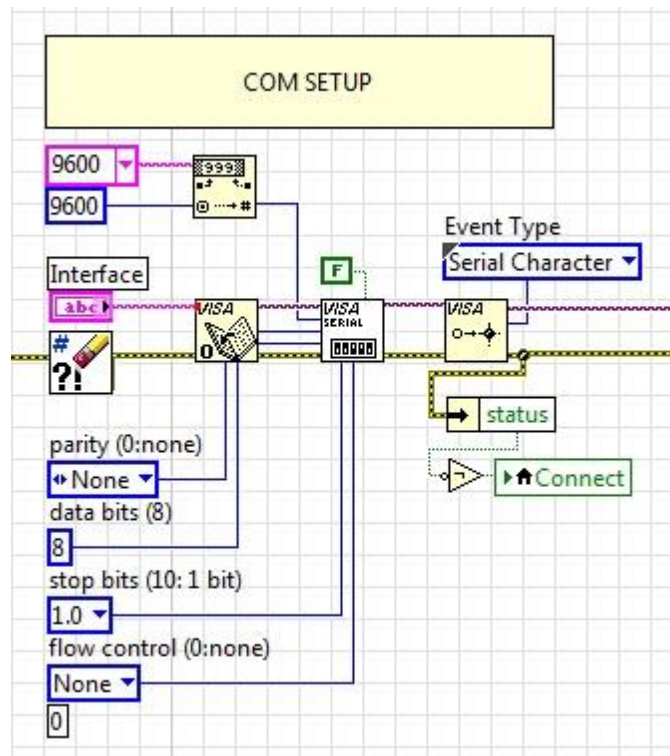 COM SETUP
9600
999
9600
#
Event Type
Serial Character
Interface
F
abc
VISA
VISA
SERIAL
VISA
#
?!
0
status
Connect
parity (0:none)
None
data bits (8)
8
stop bits (10: 1 bit)
1.0
flow control (0:none)
None
0